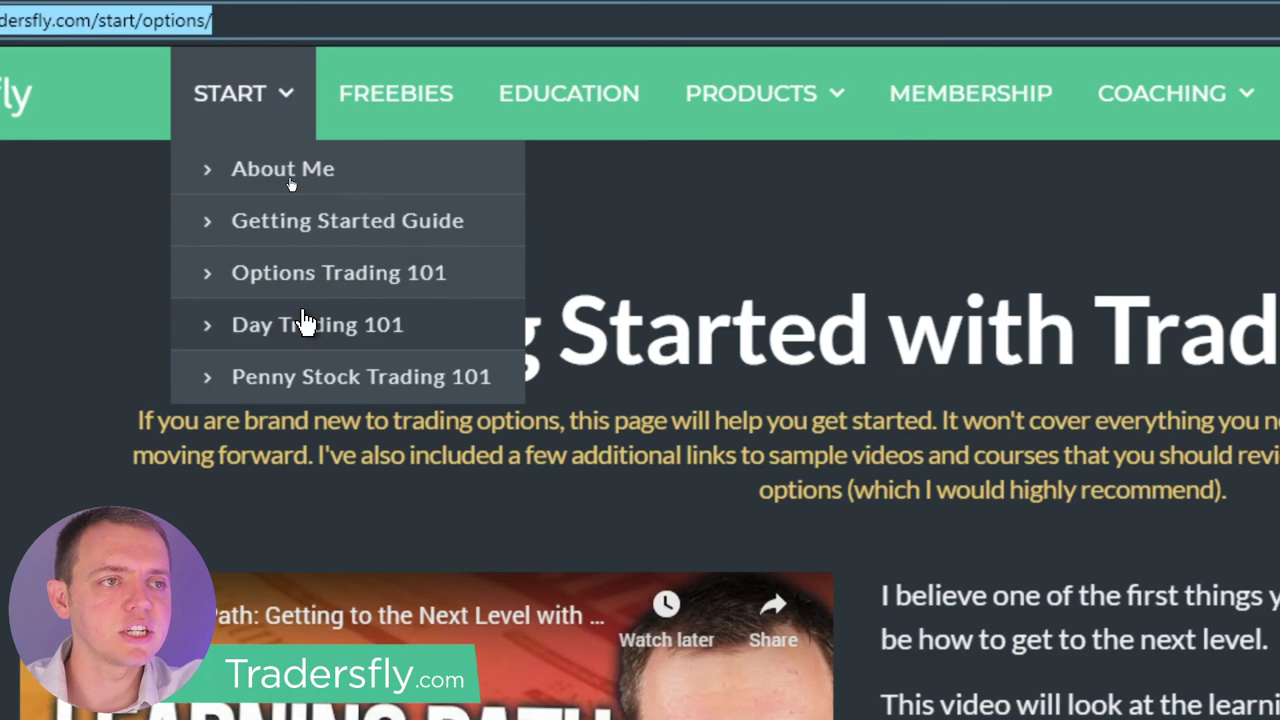 dersfly.com/start/options/
fly
START
FREEBIES
EDUCATION
PRODUCTS
MEMBERSHIP
COACHING
About Me
Getting Started Guide
Options Trading 101
Day Trading 101
Penny Stock Trading 101
g Started with Trad
If you are brand new to trading options, this page will help you get started. It won't cover everything you n
moving forward. I've also included a few additional links to sample videos and courses that you should revi
options (which I would highly recommend).
Path: Getting to the Next Level with ...
Watch later
Share
LEARNING PATH
I believe one of the first things y
be how to get to the next level.
This video will look at the learni
Tradersfly.com